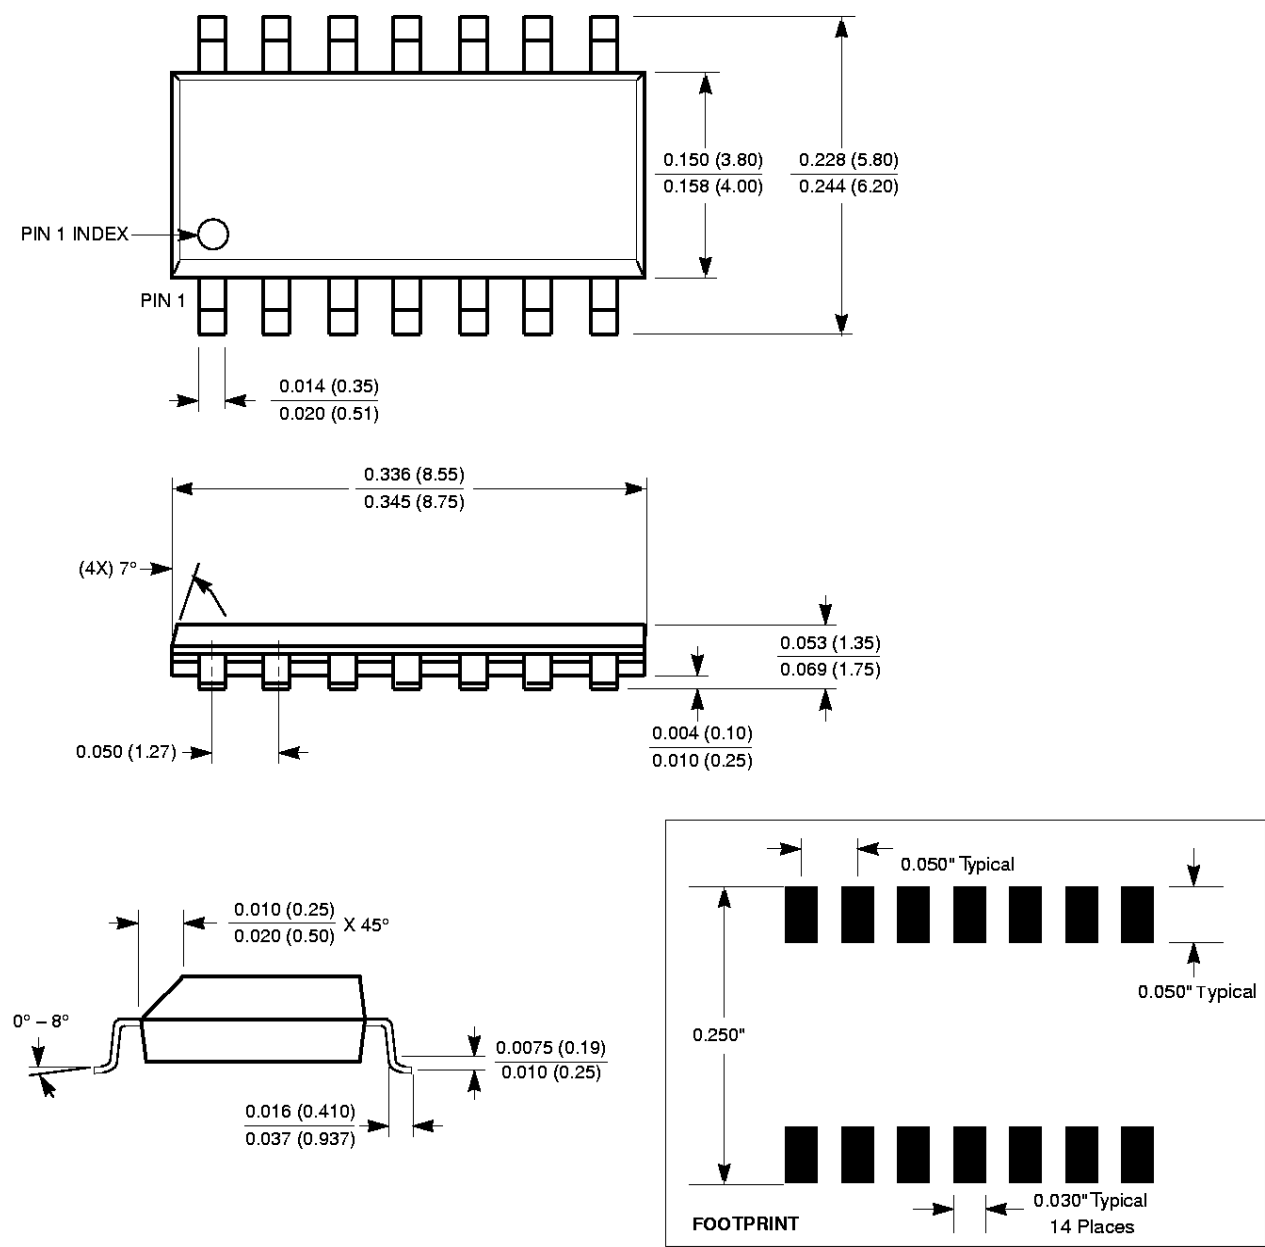 0.150 (3.80)
0.158 (4.00)
0.228 (5.80)
0.244 (6.20)
PIN 1 INDEX
PIN 1
0.014 (0.35)
0.020 (0.51)
0.336 (8.55)
0.345 (8.75)
(4X) 7°
0.053 (1.35)
0.069 (1.75)
0.050 (1.27)
0.004 (0.10)
0.010 (0.25)
0.050" Typical
0.010 (0.25)
0.020 (0.50)
X 45°
0.050" Typical
0° – 8°
0.250"
0.0075 (0.19)
0.010 (0.25)
0.016 (0.410)
0.037 (0.937)
0.030" Typical
14 Places
FOOTPRINT